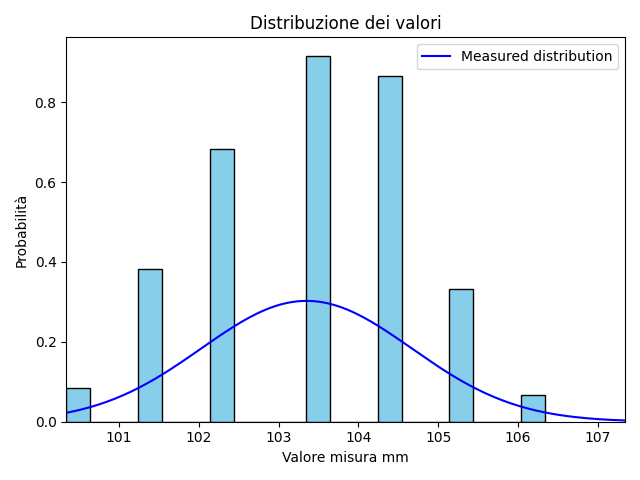 Distribuzione dei valori
Measured distribution
Probabilità
0.8
0.6
0.4
0.2
0.0
101 102 103 104 105 106 107
Valore misura mm